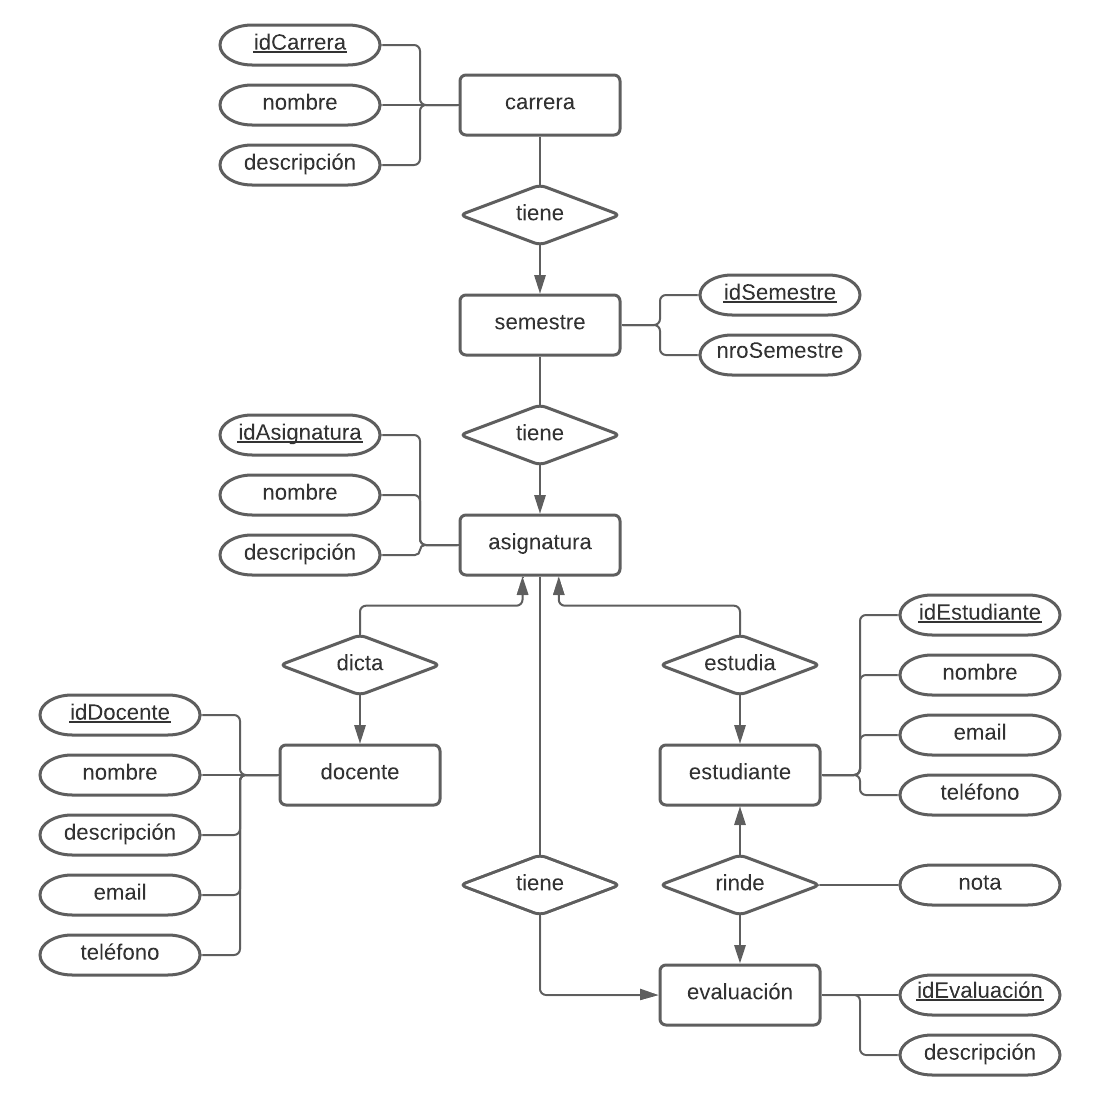 idCarrera
nombre
carrera
descripción
tiene
idSemestre
semestre
nroSemestre
idAsignatura
tiene
nombre
asignatura
descripción
idEstudiante
dicta
estudia
nombre
idDocente
email
nombre
docente
estudiante
teléfono
descripción
email
tiene
rinde
nota
teléfono
evaluación
idEvaluación
descripción